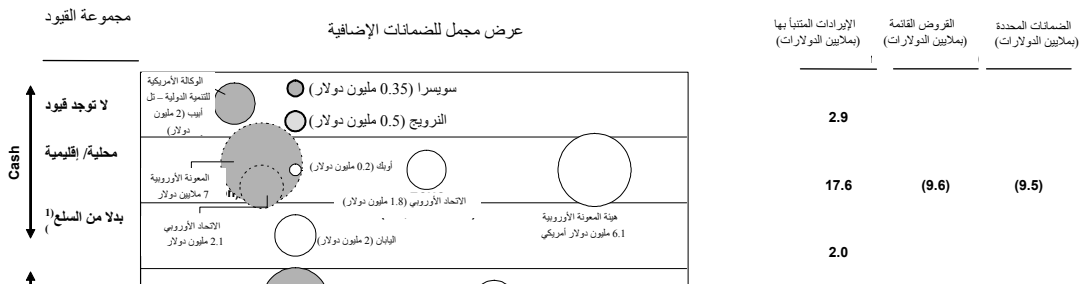 مجموعة القيود
عرض مجمل للضمانات الإضافية
الإيرادات المتنبأ بها
(بملايين الدولارات)
القروض القائمة
(بملايين الدولارات)
الضمانات المحددة
(بملايين الدولارات)
Cash
لا توجد قيود
الوكالة الأمريكية
للتنمية الدولية – تل
أبيب (2 مليون
دولار)
سويسرا (0.35 مليون دولار)
النرويج (0.5 مليون دولار)
2.9
محلية/ إقليمية
المعونة الأوروبية
7 ملايين دولار
أوبك (0.2 مليون دولار)
الاتحاد الأوروبي (1.8 مليون دولار)
هيئة المعونة الأوروبية
6.1 مليون دولار أمريكي
17.6
(9.6)
(9.5)
بدلا من السلع(1)
الاتحاد الأوروبي
2.1 مليون دولار
اليابان (2 مليون دولار)
2.0